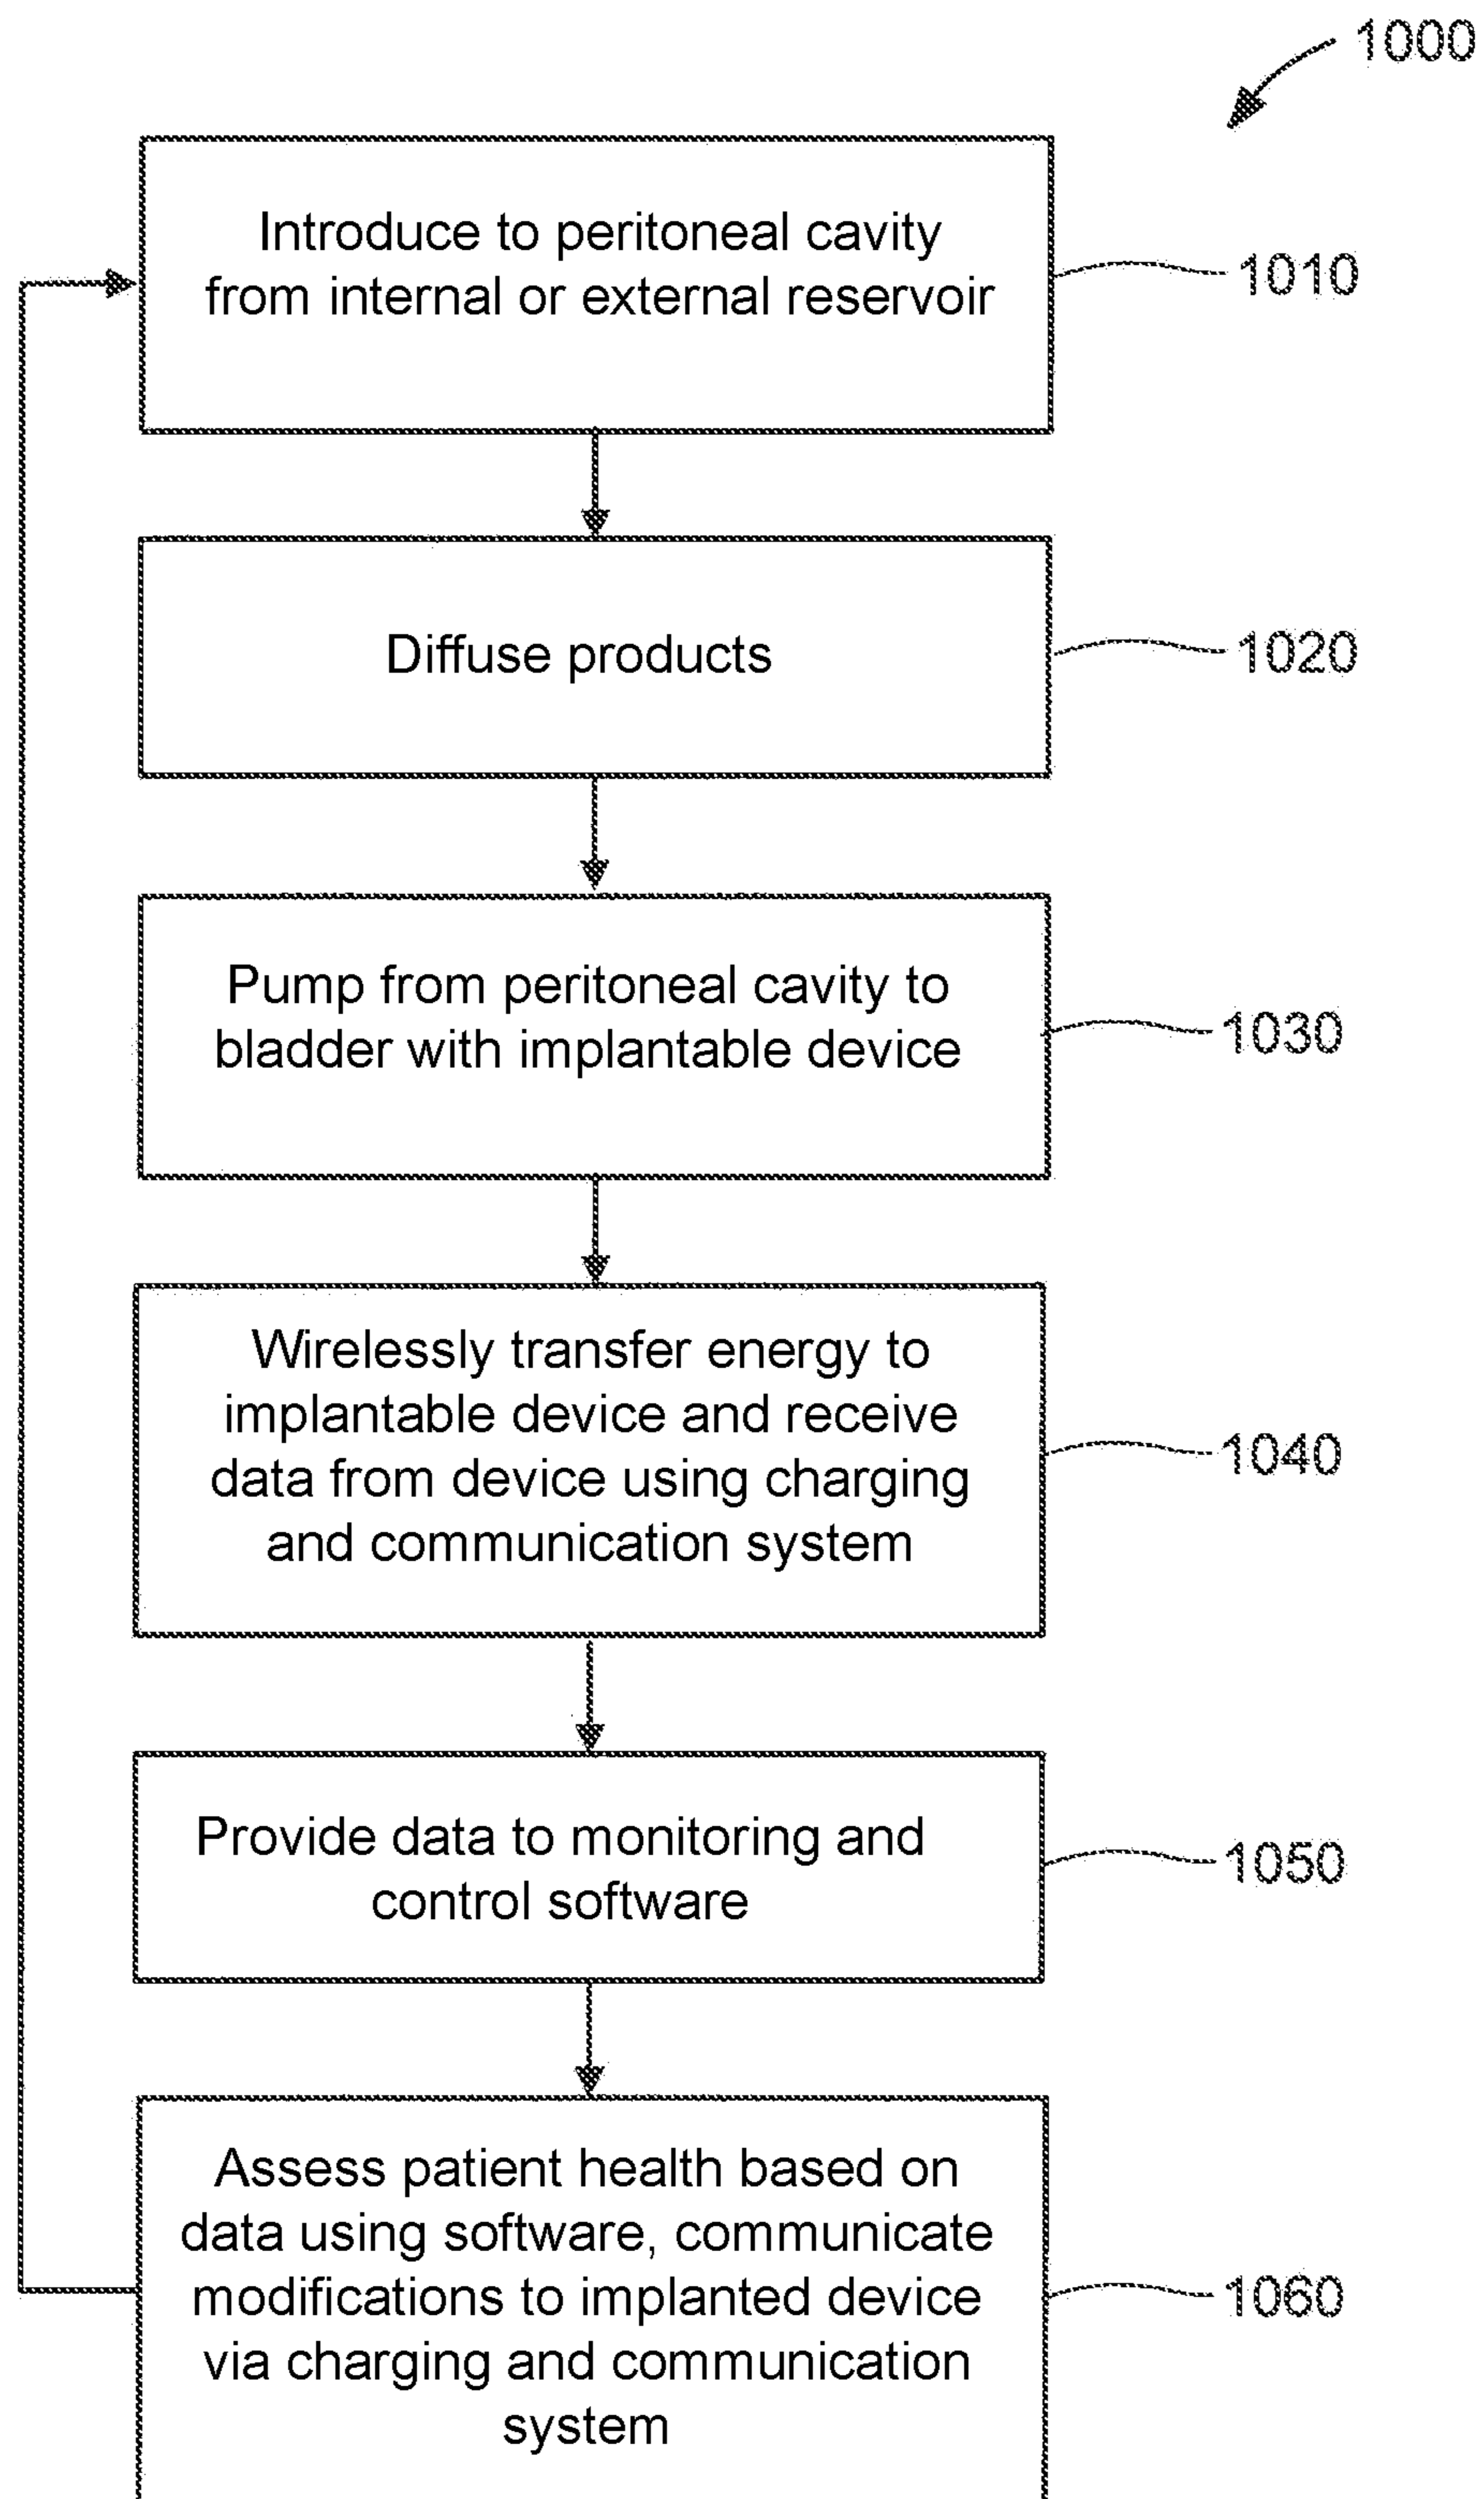 1000
Introduce to peritoneal cavity
from internal or external reservoir
1010
Diffuse products
1020
Pump from peritoneal cavity to
bladder with implantable device
1030
Wirelessly transfer energy to
implantable device and receive
data from device using charging
and communication system
1040
Provide data to monitoring and
control software
1050
Assess patient health based on
data using software, communicate
modifications to implanted device
via charging and communication
system
1060